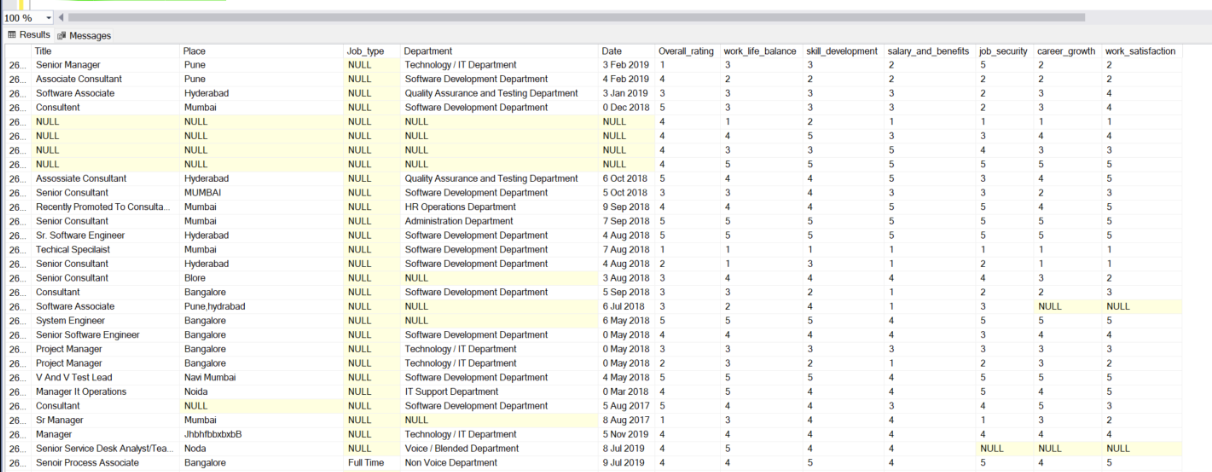 100 %
Results Messages
Title Place Job_type Department Date Overall_rating work_life_balance skill_development salary_and_benefits job_security career_growth work_satisfaction
26... Senior Manager Pune NULL Technology / IT Department 3 Feb 2019 1 3 3 2 5 2 2
26... Associate Consultant Pune NULL Software Development Department 4 Feb 2019 4 2 2 2 2 2 2
26... Software Associate Hyderabad NULL Quality Assurance and Testing Department 3 Jan 2019 3 3 3 3 2 3 4
26... Consultent Mumbai NULL Software Development Department 0 Dec 2018 5 3 3 3 2 3 4
26... NULL NULL NULL NULL NULL 4 1 2 1 1 1 1
26... NULL NULL NULL NULL NULL 4 4 5 3 3 4 4
26... NULL NULL NULL NULL NULL 4 3 3 5 4 3 3
26... NULL NULL NULL NULL NULL 4 5 5 5 5 5 5
26... Assossiate Consultant Hyderabad NULL Quality Assurance and Testing Department 6 Oct 2018 5 4 4 5 3 4 5
26... Senior Consultant MUMBAI NULL Software Development Department 5 Oct 2018 3 3 4 3 3 2 3
26... Recently Promoted To Consulta... Mumbai NULL HR Operations Department 9 Sep 2018 4 4 4 5 5 4 5
26... Senior Consultant Mumbai NULL Administration Department 7 Sep 2018 5 5 5 5 5 5 5
26... Sr. Software Engineer Hyderabad NULL Software Development Department 4 Aug 2018 5 5 5 5 5 5 5
26... Techical Specilaist Mumbai NULL Software Development Department 7 Aug 2018 1 1 1 1 1 1 1
26... Senior Consultant Hyderabad NULL Software Development Department 4 Aug 2018 2 1 3 1 2 1 1
26... Senior Consultant Blore NULL NULL 3 Aug 2018 3 4 4 4 4 3 2
26... Consultant Bangalore NULL Software Development Department 5 Sep 2018 3 3 2 1 2 2 3
26... Software Associate Pune,hydrabad NULL NULL 6 Jul 2018 3 2 4 1 3 NULL NULL
26... System Engineer Bangalore NULL NULL 6 May 2018 5 5 5 4 5 5 5
26... Senior Software Engineer Bangalore NULL Software Development Department 0 May 2018 4 4 4 4 3 4 4
26... Project Manager Bangalore NULL Technology / IT Department 0 May 2018 3 3 3 3 3 3 3
26... Project Manager Bangalore NULL Technology / IT Department 0 May 2018 2 3 2 1 2 3 2
26... V And V Test Lead Navi Mumbai NULL Software Development Department 4 May 2018 5 5 5 4 5 5 5
26... Manager It Operations Noida NULL IT Support Department 0 Mar 2018 4 5 4 4 5 4 4
26... Consultant NULL NULL Software Development Department 5 Aug 2017 5 4 4 3 4 5 3
26... Sr Manager Mumbai NULL NULL 8 Aug 2017 1 3 4 4 1 3 2
26... Manager JhbhfbbxbxbB NULL Technology / IT Department 5 Nov 2019 4 4 4 4 4 4 4
26... Senior Service Desk Analyst/Tea... Noda NULL Voice / Blended Department 8 Jul 2019 4 5 4 4 NULL NULL NULL
26... Senoir Process Associate Bangalore Full Time Non Voice Department 9 Jul 2019 4 4 5 4 5 4 5